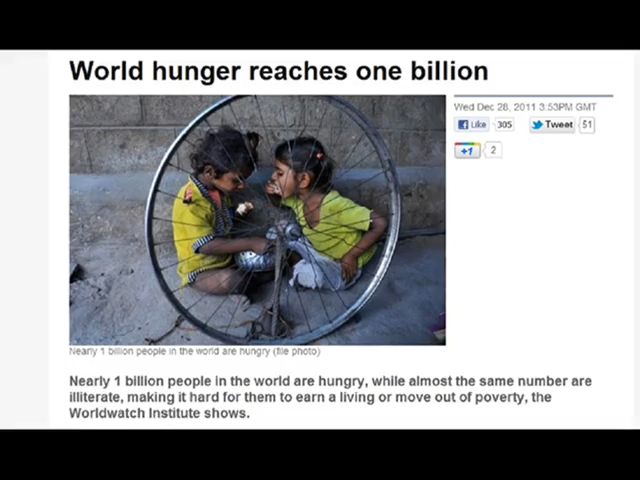 World hunger reaches one billion
Wed Dec 28, 2011 3:53PM GMT
Like 305 Tweet 51
+1 2
Nearly 1 billion people in the world are hungry (file photo)
Nearly 1 billion people in the world are hungry, while almost the same number are
illiterate, making it hard for them to earn a living or move out of poverty, the
Worldwatch Institute shows.